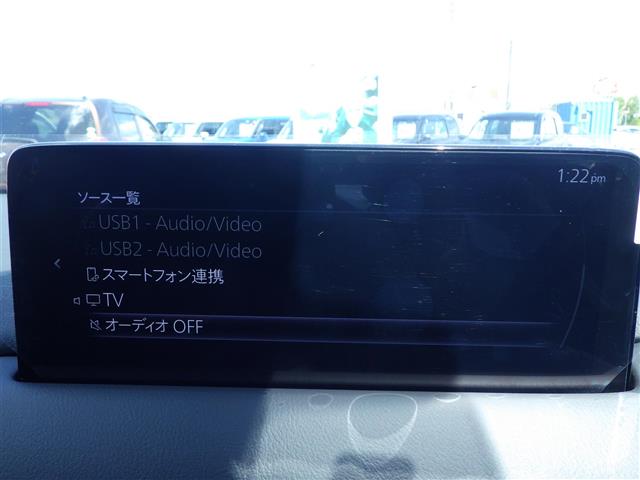 1:22 pm
ソース一覧
USB1 - Audio/Video
USB2 - Audio/Video
スマートフォン連携
TV
オーディオ OFF